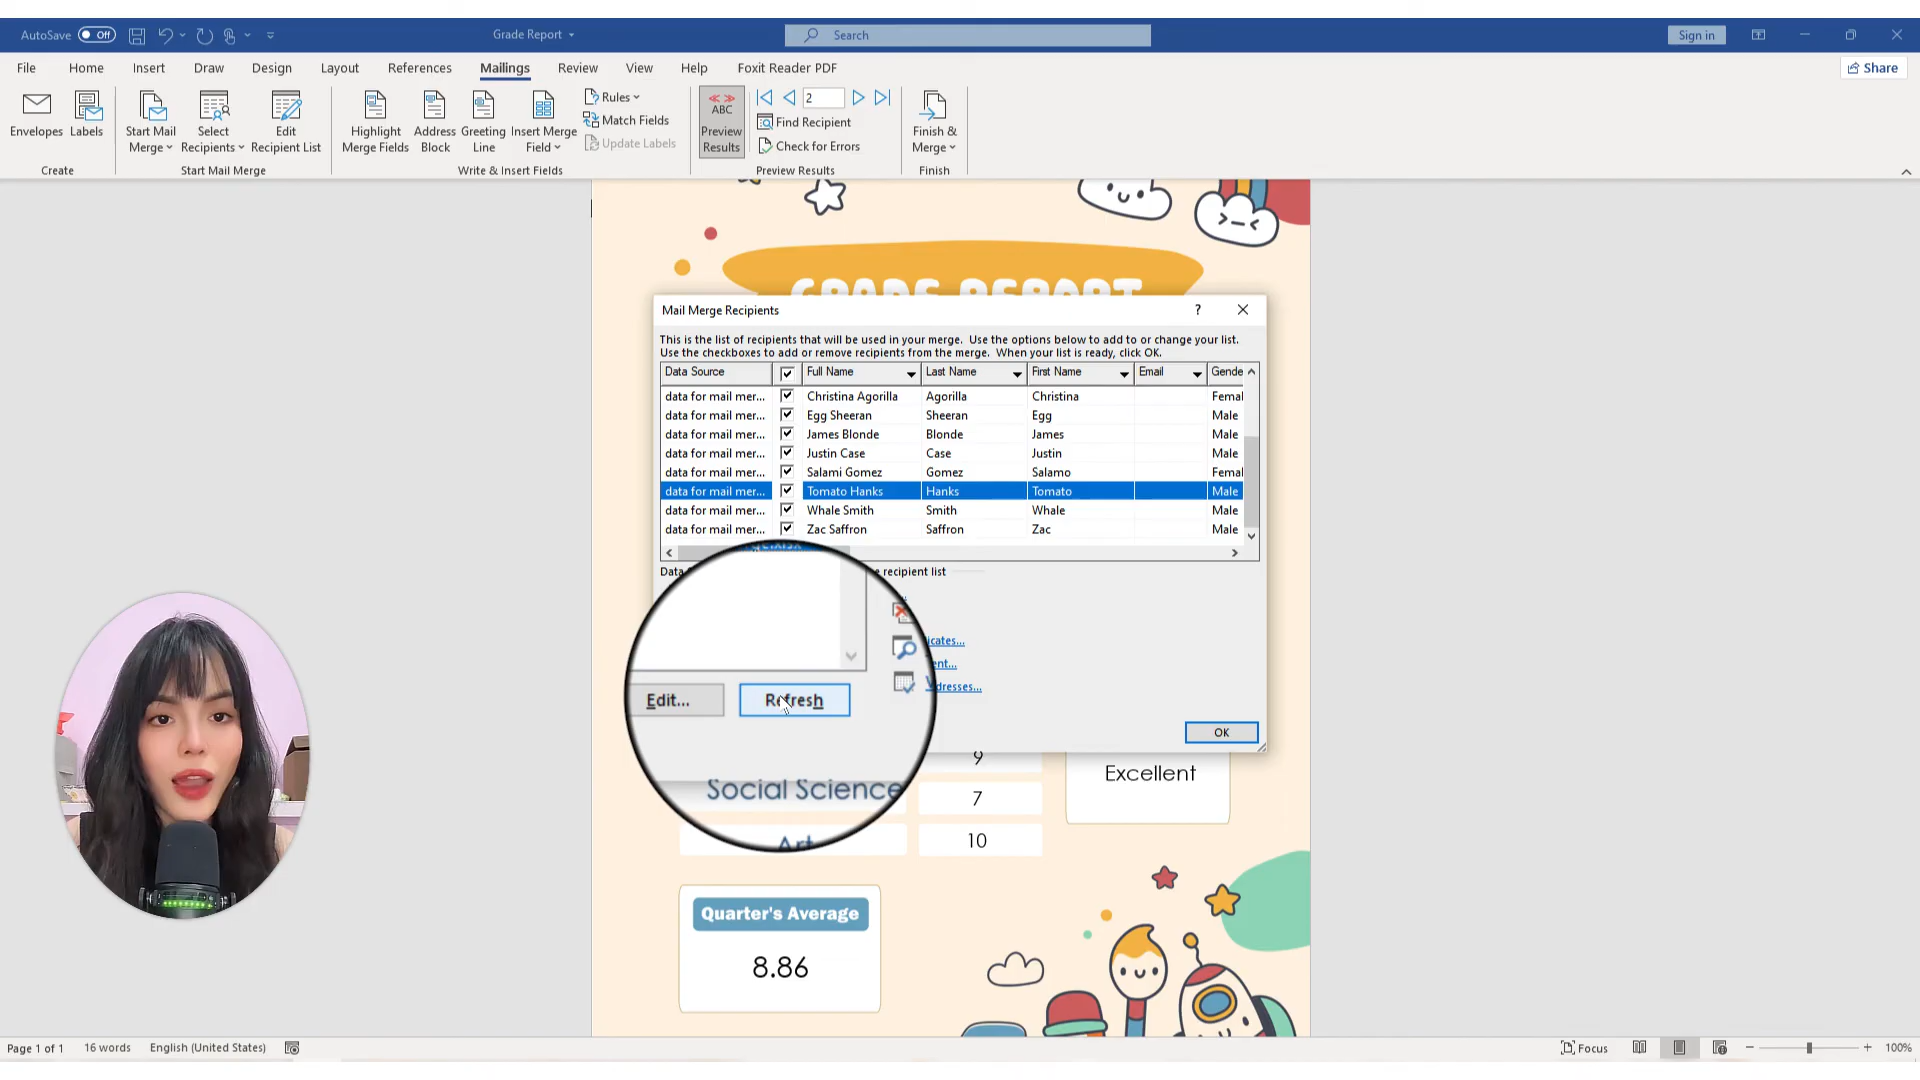 AutoSave Off Grade Report Search Sign in
File Home Insert Draw Design Layout References Mailings Review View Help Foxit Reader PDF Share
Envelopes Labels
Create
Start Mail Merge Select Recipients Edit Recipient List
Start Mail Merge
Highlight Merge Fields Address Block Greeting Line Insert Merge Field
Rules
Match Fields
Update Labels
Write & Insert Fields
ABC
Preview Results
2
Find Recipient
Check for Errors
Preview Results
Finish & Merge
Finish
GRADE REPORT
Mail Merge Recipients ?
This is the list of recipients that will be used in your merge. Use the options below to add to or change your list.
Use the checkboxes to add or remove recipients from the merge. When your list is ready, click OK.
Data Source Full Name Last Name First Name Email Gende
data for mail mer... Christina Agorilla Agorilla Christina Femal
data for mail mer... Egg Sheeran Sheeran Egg Male
data for mail mer... James Blonde Blonde James Male
data for mail mer... Justin Case Case Justin Male
data for mail mer... Salami Gomez Gomez Salamo Femal
data for mail mer... Tomato Hanks Hanks Tomato Male
data for mail mer... Whale Smith Smith Whale Male
data for mail mer... Zac Saffron Saffron Zac Male
Data recipient list
icates...
ent...
dresses...
Edit... Refresh
OK
9
Excellent
Social Science 7
Art 10
Quarter's Average
8.86
Page 1 of 1 16 words English (United States) Focus 100%